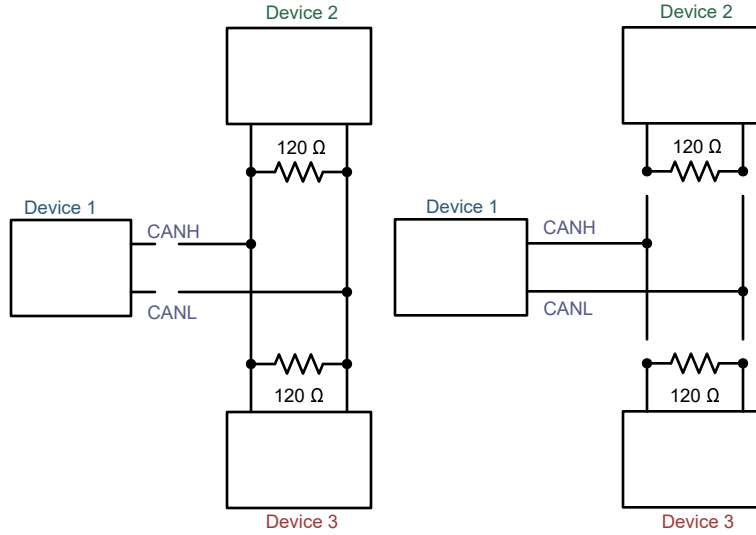 Device 2
120 Ω
Device 1
CANH
CANL
120 Ω
Device 3
Device 2
120 Ω
Device 1
CANH
CANL
120 Ω
Device 3